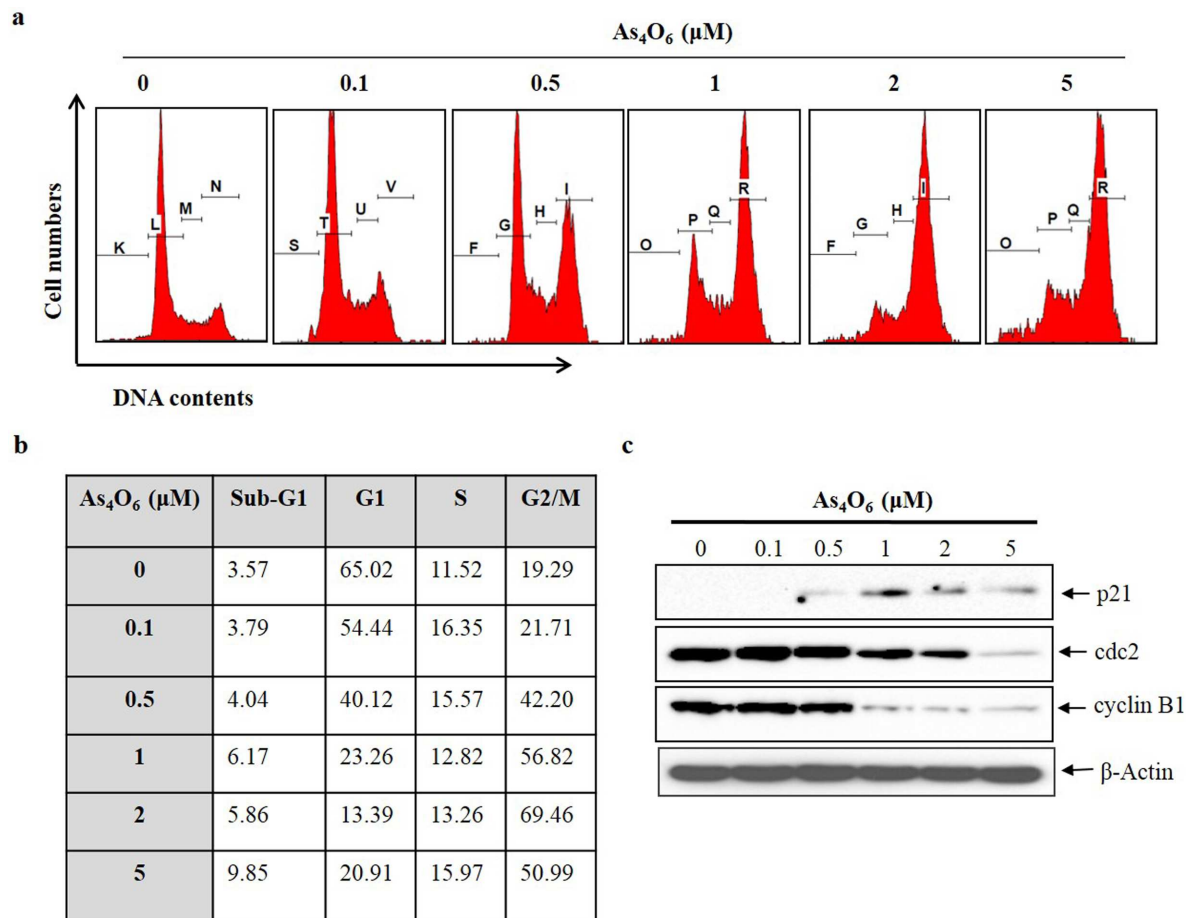 a
As₄O₆ (µM)
0 0.1 0.5 1 2 5
Cell numbers
K L M N
S T U V
F G H I
O P Q R
F G H I
O P Q R
DNA contents
b
As₄O₆ (µM) Sub-G1 G1 S G2/M
0 3.57 65.02 11.52 19.29
0.1 3.79 54.44 16.35 21.71
0.5 4.04 40.12 15.57 42.20
1 6.17 23.26 12.82 56.82
2 5.86 13.39 13.26 69.46
5 9.85 20.91 15.97 50.99
c
As₄O₆ (µM)
0 0.1 0.5 1 2 5
p21
cdc2
cyclin B1
β-Actin